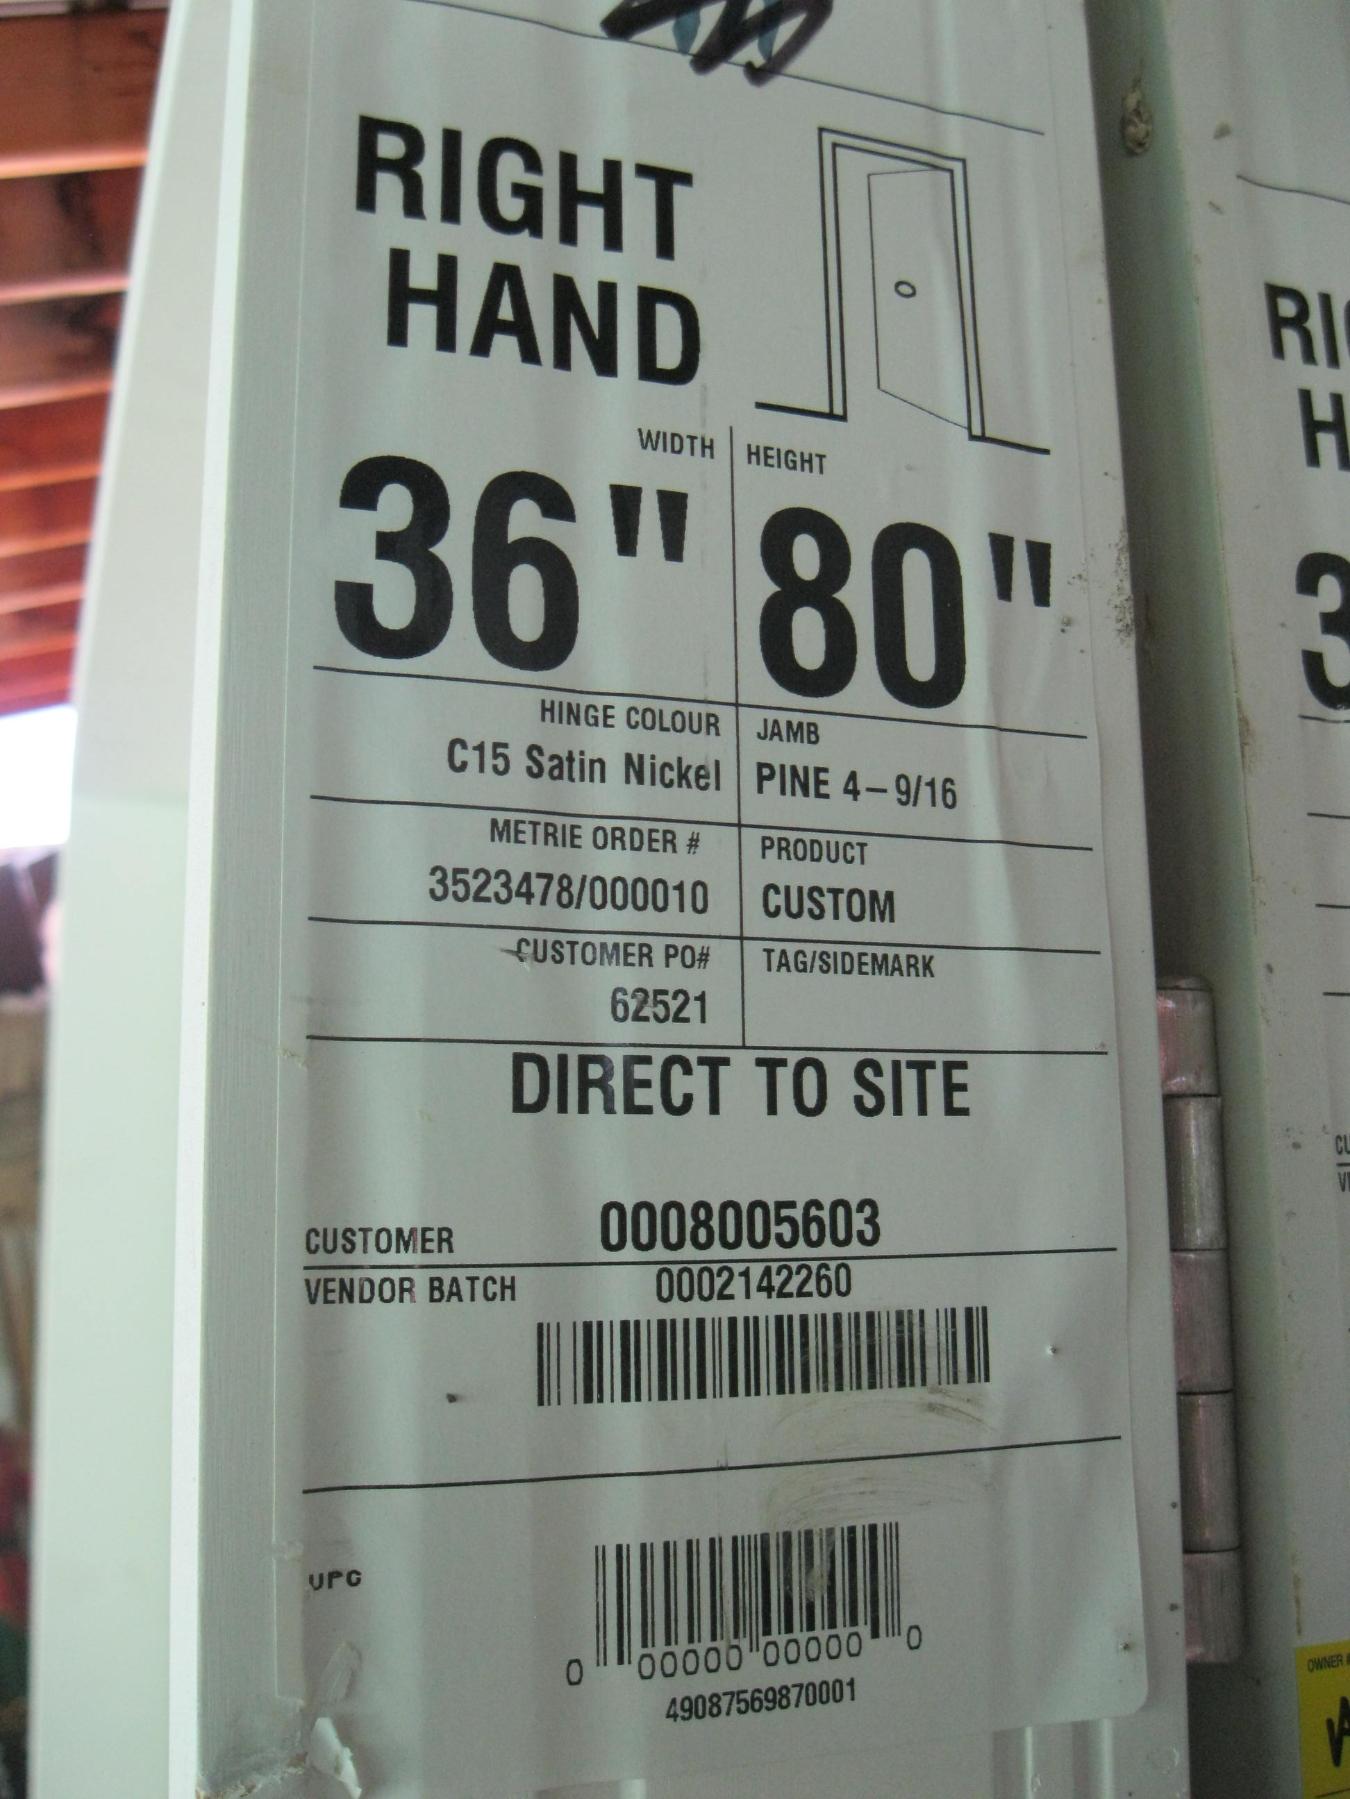 RIGHT
HAND
WIDTH HEIGHT
36" 80"
HINGE COLOUR JAMB
C15 Satin Nickel PINE 4-9/16
METRIE ORDER # PRODUCT
3523478/000010 CUSTOM
CUSTOMER PO# TAG/SIDEMARK
62521
DIRECT TO SITE
CUSTOMER 0008005603
VENDOR BATCH 0002142260
UPC
0 00000 00000 0
49087569870001
OWNER #